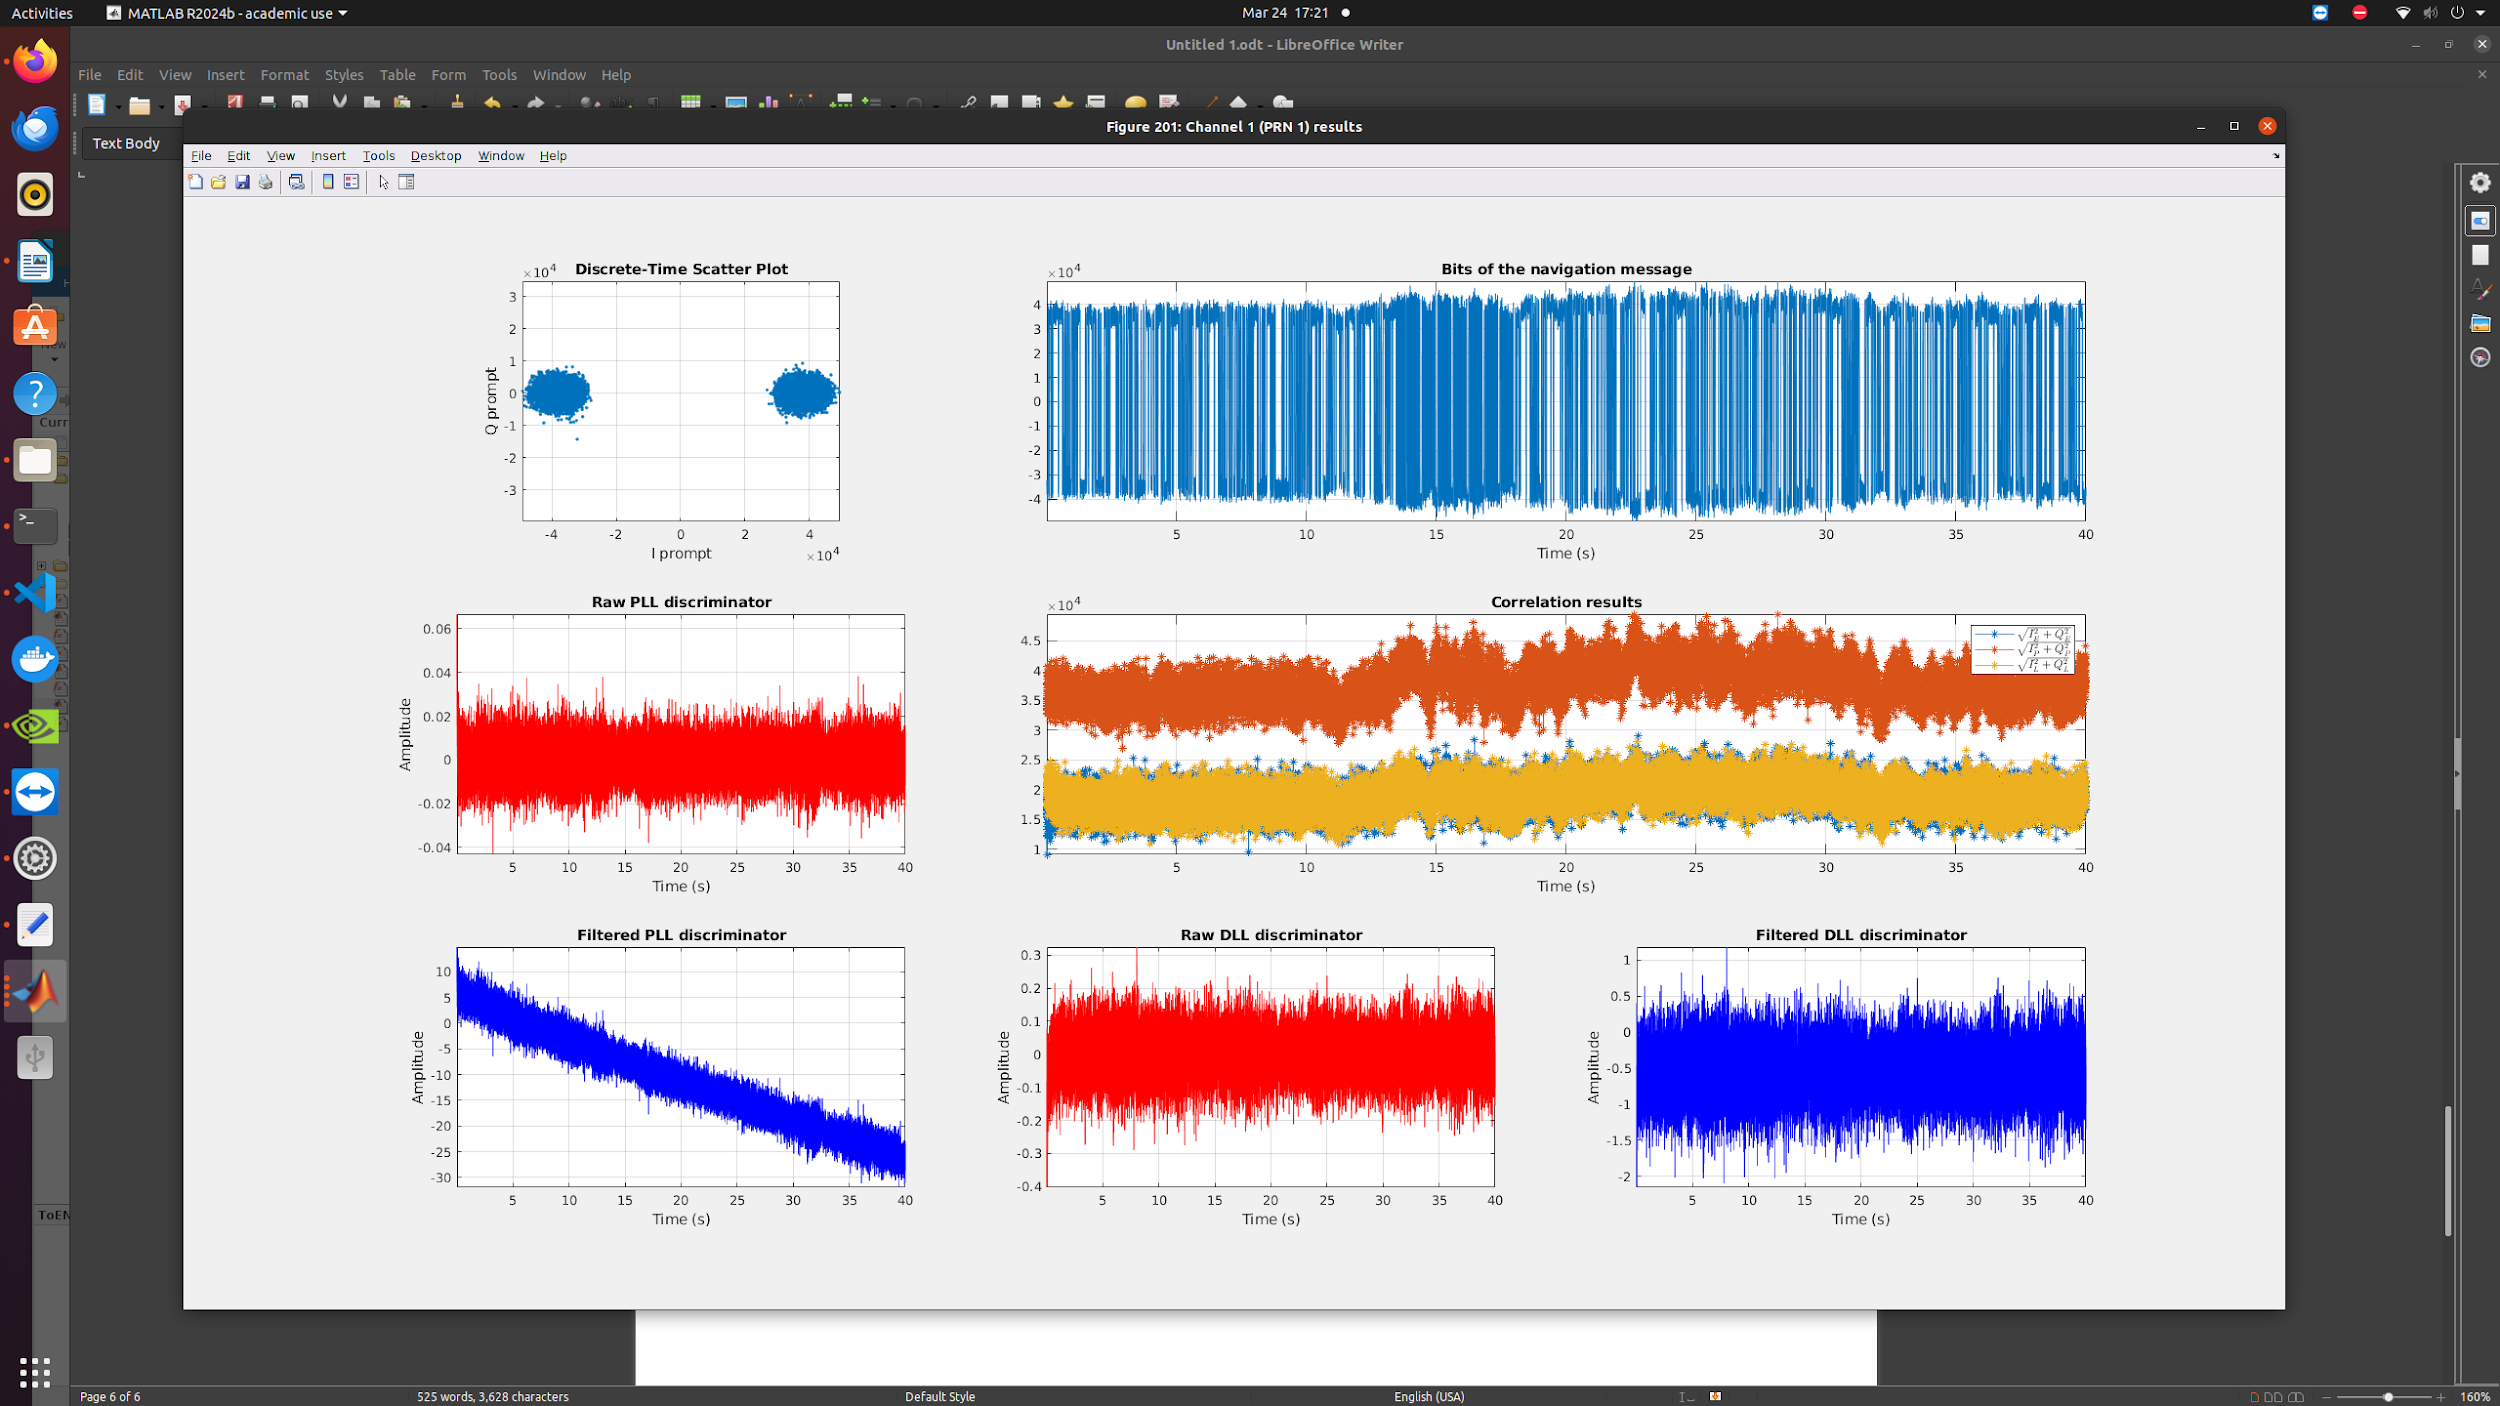 Activities MATLAB R2024b - academic use Mar 24 17:21
Untitled 1.odt - LibreOffice Writer
File Edit View Insert Format Styles Table Form Tools Window Help
Text Body
Figure 201: Channel 1 (PRN 1) results
File Edit View Insert Tools Desktop Window Help
×10⁴ Discrete-Time Scatter Plot
3
2
1
0
-1
-2
-3
Q prompt
-4 -2 0 2 4
I prompt ×10⁴
×10⁴ Bits of the navigation message
4
3
2
1
0
-1
-2
-3
-4
5 10 15 20 25 30 35 40
Time (s)
Raw PLL discriminator
0.06
0.04
0.02
0
-0.02
-0.04
Amplitude
5 10 15 20 25 30 35 40
Time (s)
×10⁴ Correlation results
4.5
4
3.5
3
2.5
2
1.5
1
√I²_E + Q²_E
√I²_P + Q²_P
√I²_L + Q²_L
5 10 15 20 25 30 35 40
Time (s)
Filtered PLL discriminator
10
5
0
-5
-10
-15
-20
-25
-30
Amplitude
5 10 15 20 25 30 35 40
Time (s)
Raw DLL discriminator
0.3
0.2
0.1
0
-0.1
-0.2
-0.3
-0.4
Amplitude
5 10 15 20 25 30 35 40
Time (s)
Filtered DLL discriminator
1
0.5
0
-0.5
-1
-1.5
-2
Amplitude
5 10 15 20 25 30 35 40
Time (s)
New
Curr
ToEN
Page 6 of 6 525 words, 3,628 characters Default Style English (USA) 160%